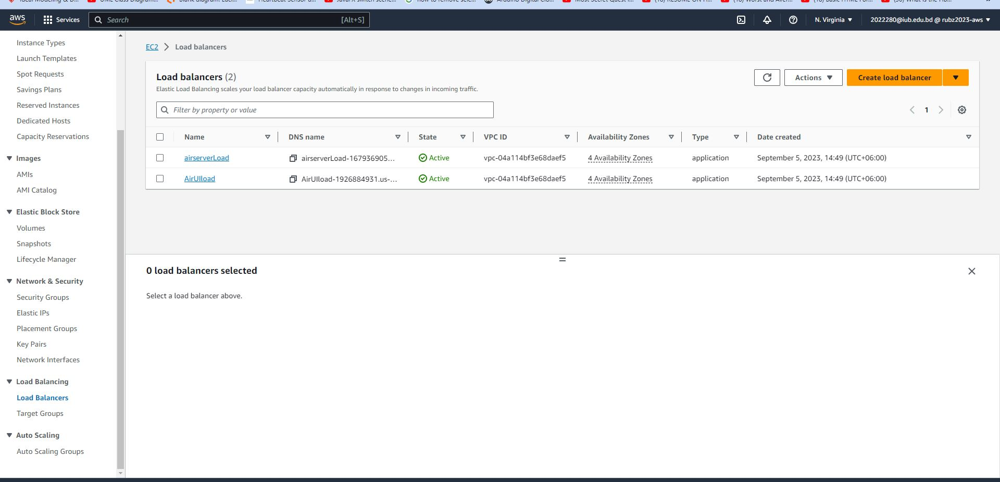 aws
Services
Search
[Alt+S]
N. Virginia
2022280@iub.edu.bd @ rubz2023-aws
Instance Types
Launch Templates
Spot Requests
Savings Plans
Reserved Instances
Dedicated Hosts
Capacity Reservations
Images
AMIs
AMI Catalog
Elastic Block Store
Volumes
Snapshots
Lifecycle Manager
Network & Security
Security Groups
Elastic IPs
Placement Groups
Key Pairs
Network Interfaces
Load Balancing
Load Balancers
Target Groups
Auto Scaling
Auto Scaling Groups
EC2 > Load balancers
Load balancers (2)
Elastic Load Balancing scales your load balancer capacity automatically in response to changes in incoming traffic.
Actions
Create load balancer
Filter by property or value
1
Name DNS name State VPC ID Availability Zones Type Date created
airserverLoad airserverLoad-167936905... Active vpc-04a114bf3e68daef5 4 Availability Zones application September 5, 2023, 14:49 (UTC+06:00)
AirUIload AirUIload-1926884931.us-... Active vpc-04a114bf3e68daef5 4 Availability Zones application September 5, 2023, 14:49 (UTC+06:00)
0 load balancers selected
Select a load balancer above.